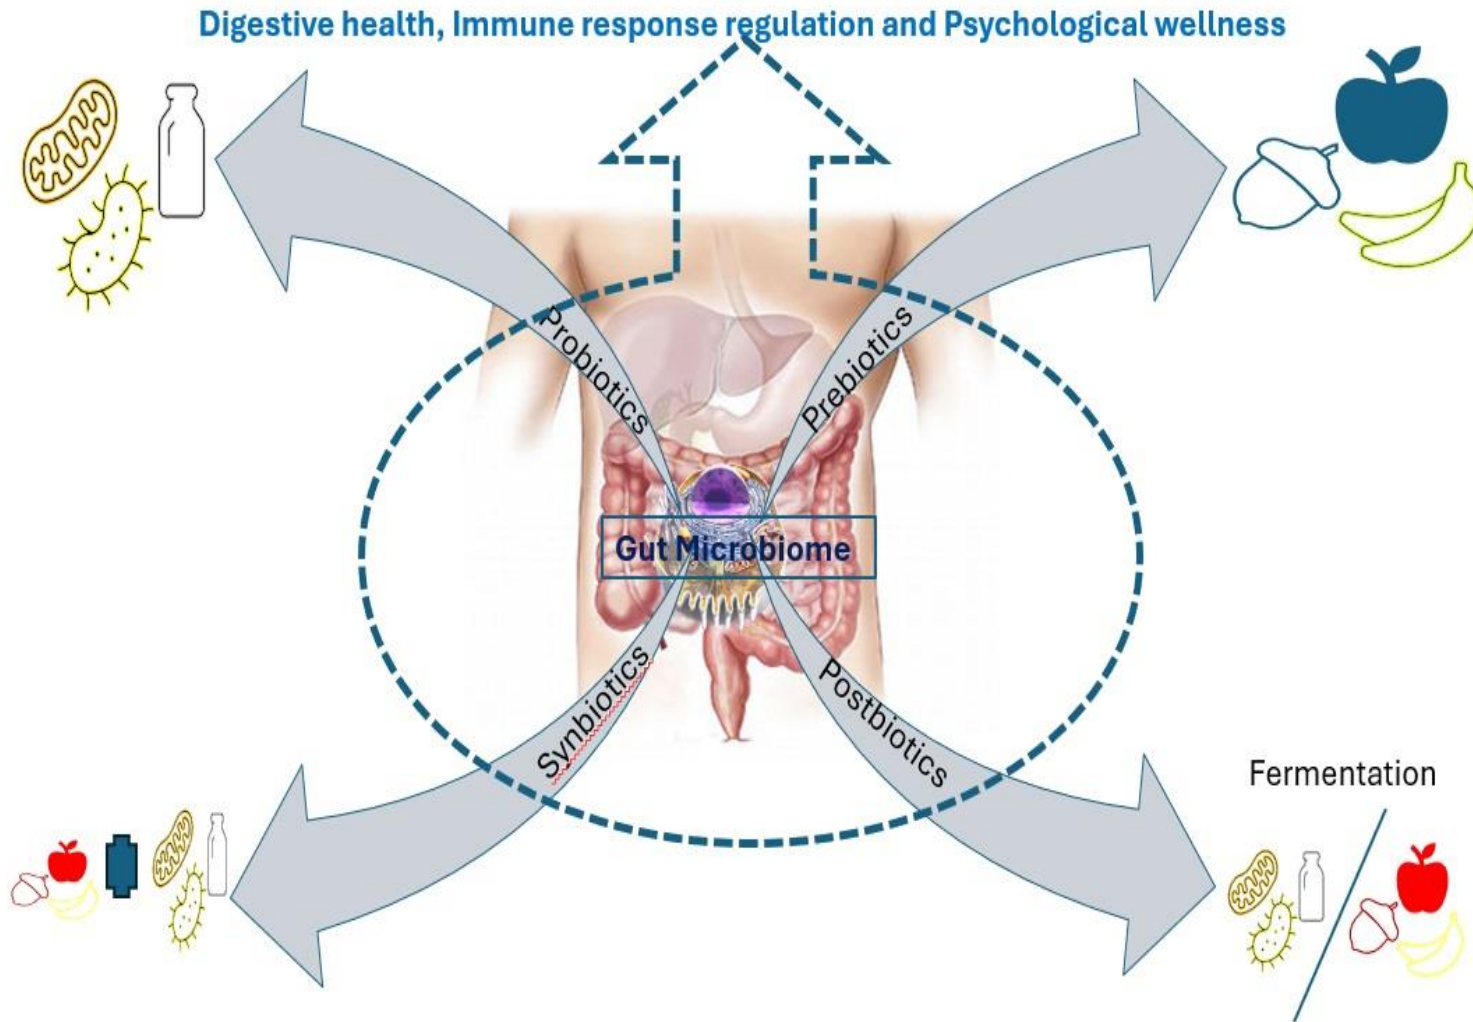 Digestive health, Immune response regulation and Psychological wellness
Probiotics
Prebiotics
Gut Microbiome
Synbiotics
Postbiotics
Fermentation